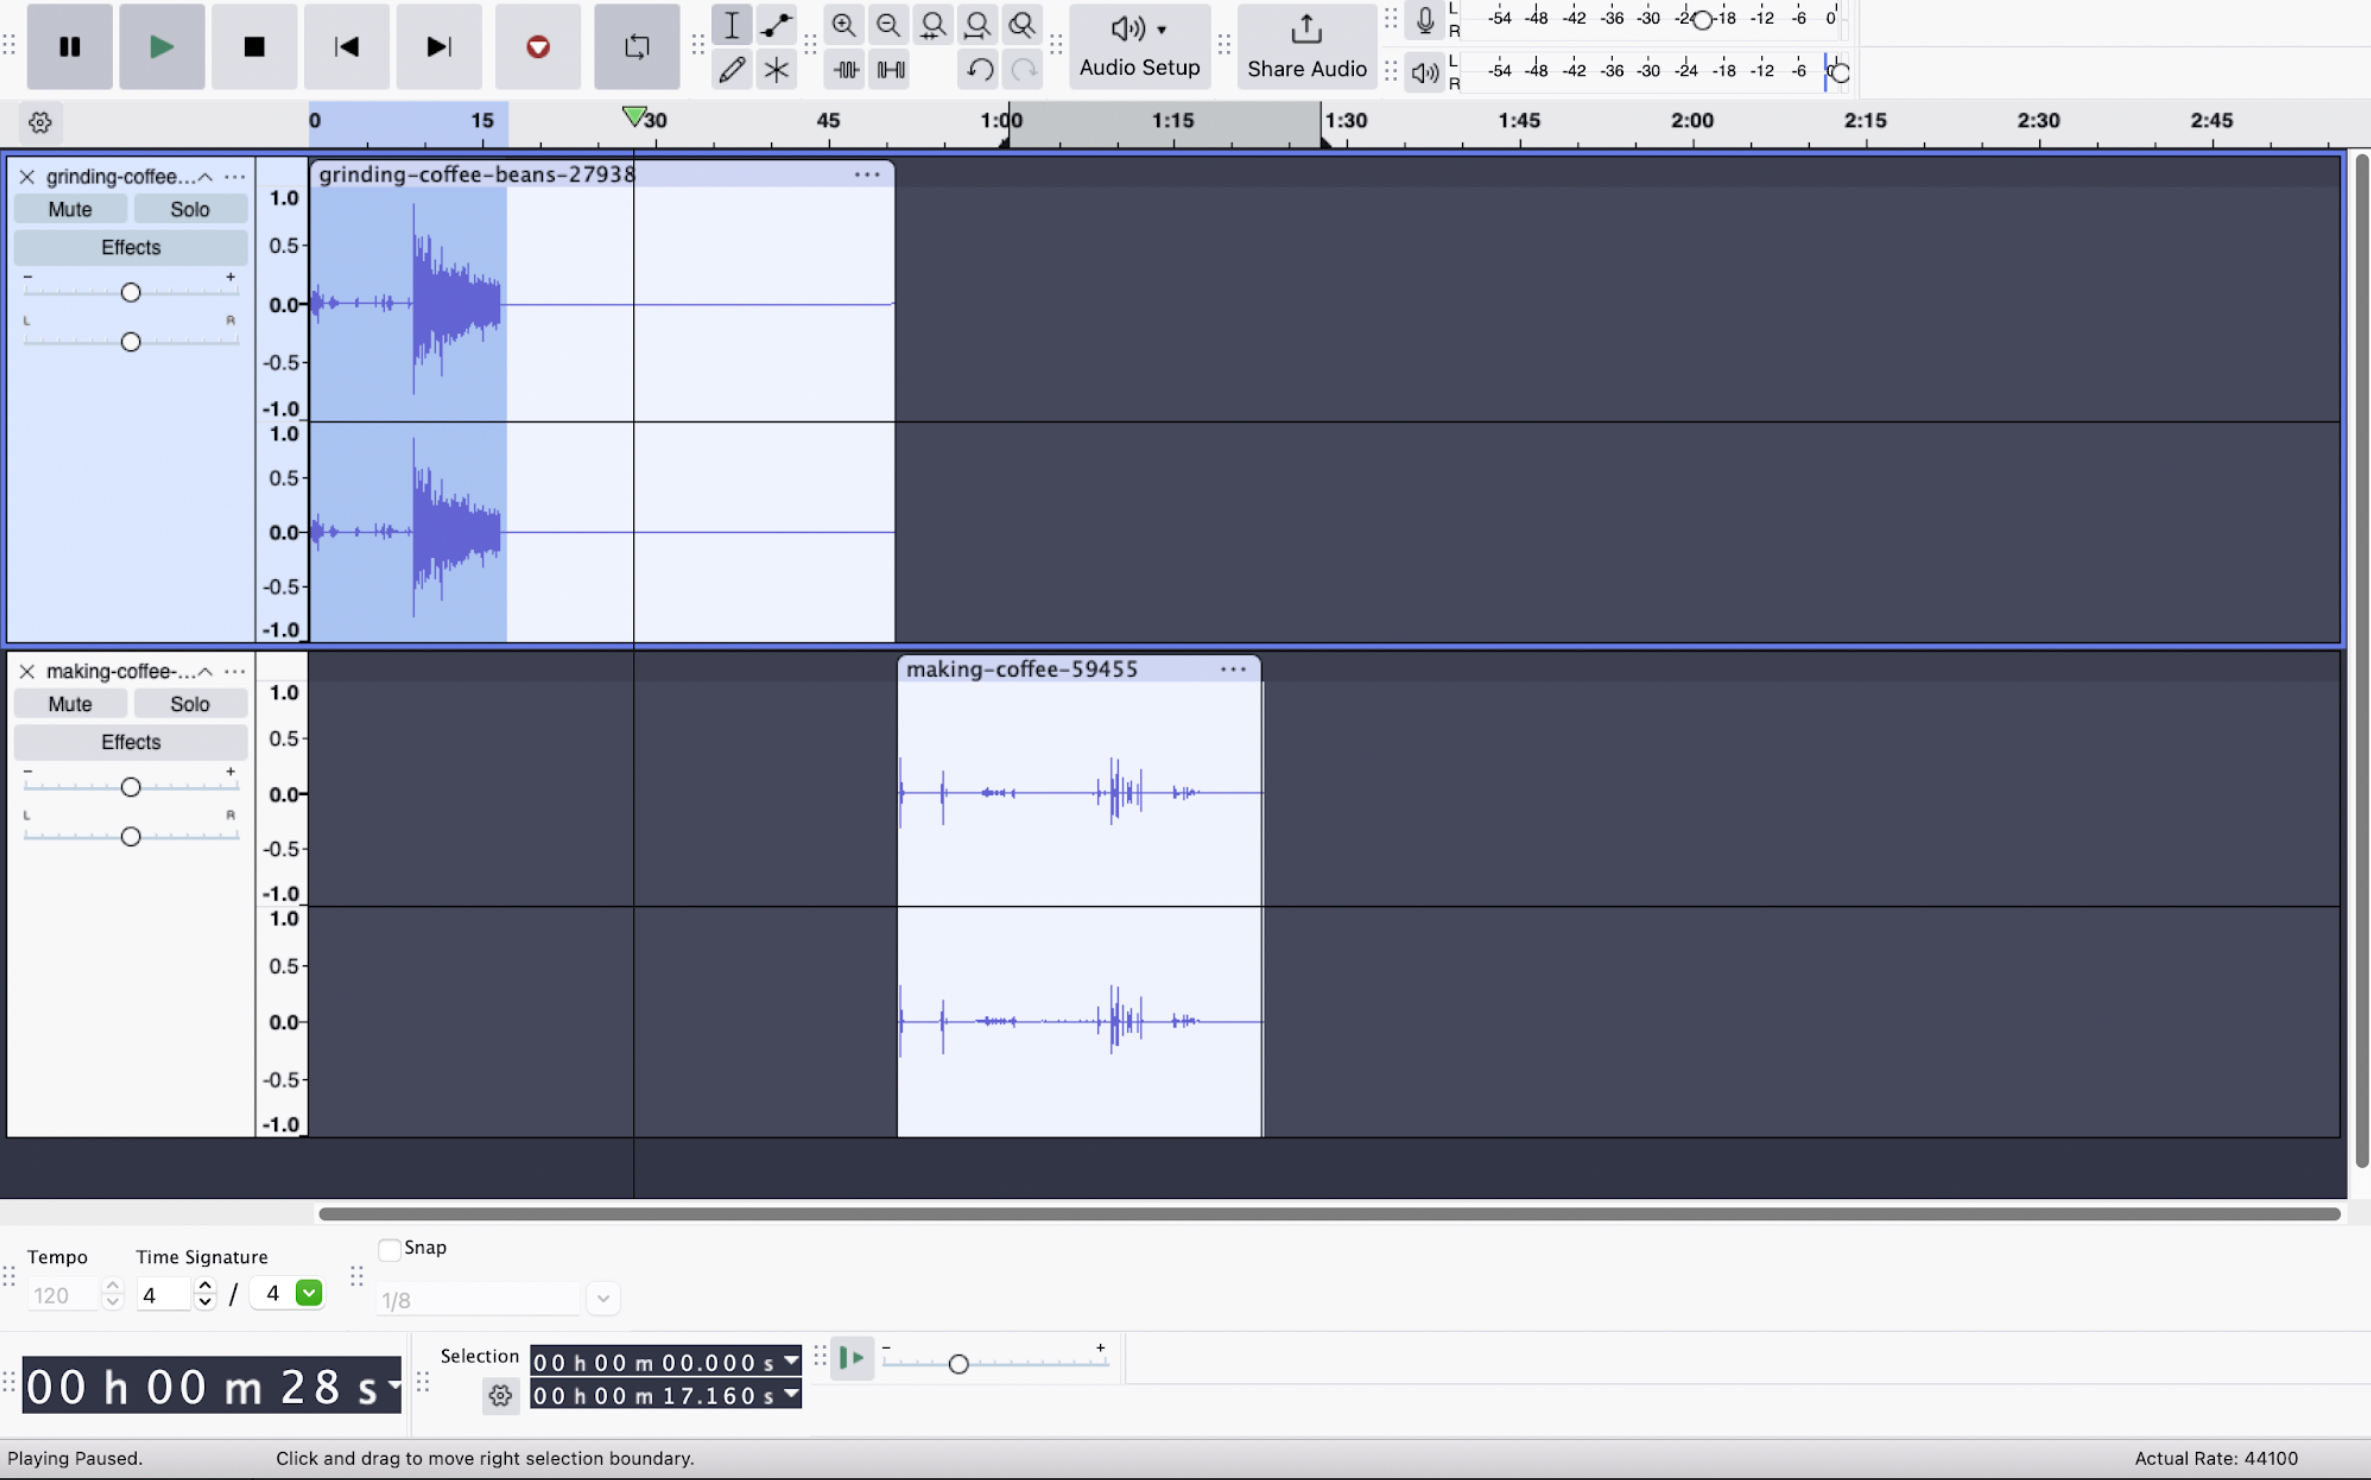 L -54 -48 -42 -36 -30 -24 -18 -12 -6 0
R
Audio Setup
Share Audio
L -54 -48 -42 -36 -30 -24 -18 -12 -6
R
0 15 30 45 1:00 1:15 1:30 1:45 2:00 2:15 2:30 2:45
grinding-coffee...
grinding-coffee-beans-27938
Mute Solo
Effects
- +
L R
1.0
0.5
0.0
-0.5
-1.0
1.0
0.5
0.0
-0.5
-1.0
making-coffee-...
making-coffee-59455
Mute Solo
Effects
- +
L R
1.0
0.5
0.0
-0.5
-1.0
1.0
0.5
0.0
-0.5
-1.0
Tempo
120
Time Signature
4 / 4
Snap
1/8
00 h 00 m 28 s
Selection
00 h 00 m 00.000 s
00 h 00 m 17.160 s
- +
Playing Paused.
Click and drag to move right selection boundary.
Actual Rate: 44100